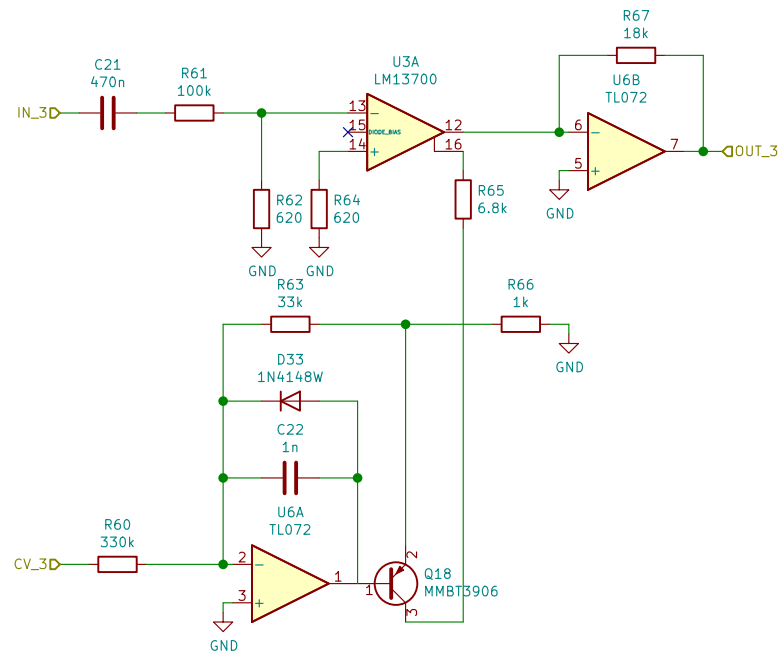 R67
18k
C21
470n
R61
100k
U3A
LM13700
U6B
TL072
IN_3
13
−
15
DIODE_BIAS
14
+
12
16
6
−
7
5
+
OUT_3
R62
620
R64
620
R65
6.8k
GND
GND
GND
R63
33k
R66
1k
GND
D33
1N4148W
C22
1n
U6A
TL072
R60
330k
CV_3
2
−
1
3
+
2
1
3
Q18
MMBT3906
GND